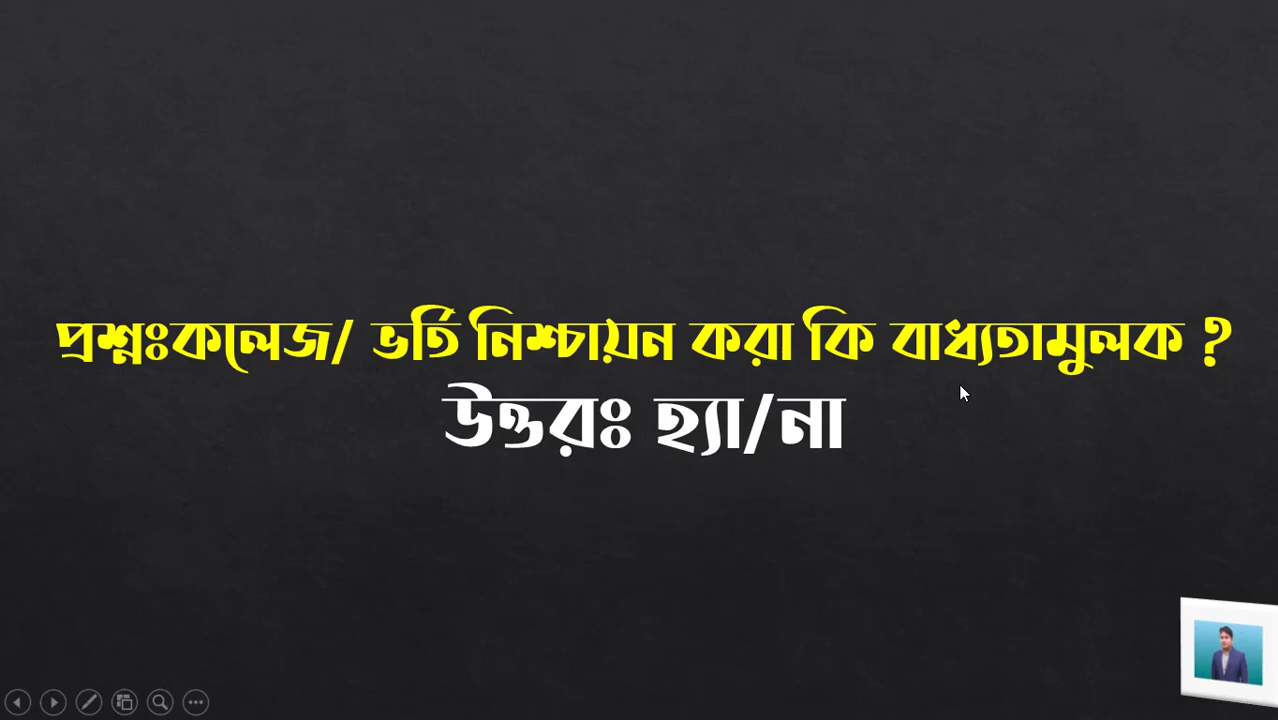 প্রশ্নঃকলেজ/ ভর্তি নিশ্চায়ন করা কি বাধ্যতামুলক ?
উত্তরঃ হ্যা/না